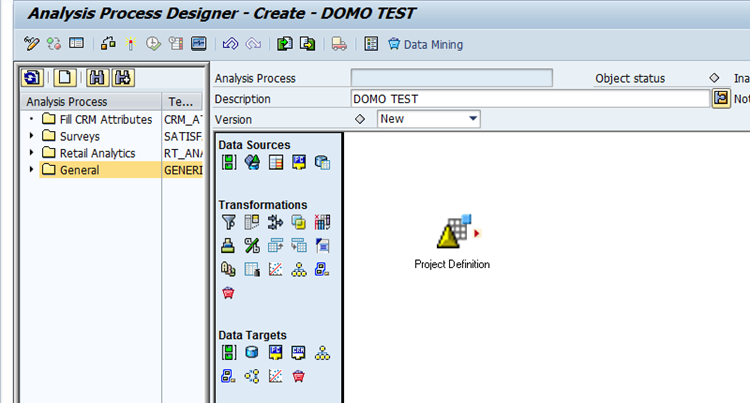 Analysis Process Designer - Create - DOMO TEST
Data Mining
Analysis Process Te...
Fill CRM Attributes CRM_AT
Surveys SATISF
Retail Analytics RT_ANA
General GENERI
Analysis Process Object status Ina
Description DOMO TEST Not
Version New
Data Sources
Transformations
Data Targets
Project Definition